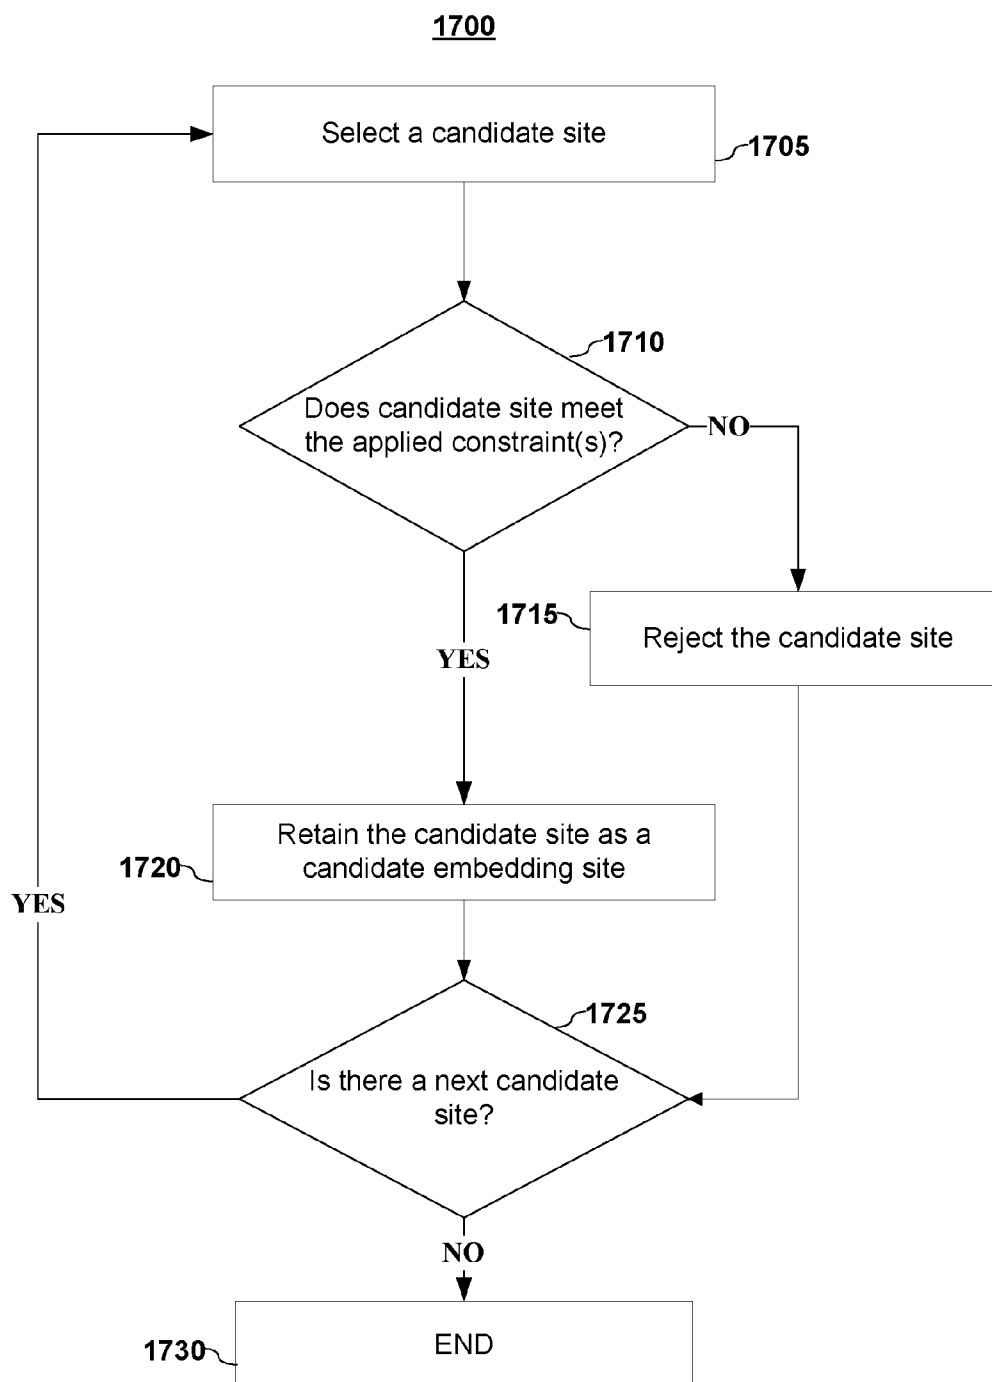 1700
Select a candidate site
1705
1710
Does candidate site meet
the applied constraint(s)?
NO
1715
Reject the candidate site
YES
Retain the candidate site as a
candidate embedding site
1720
YES
1725
Is there a next candidate
site?
NO
END
1730